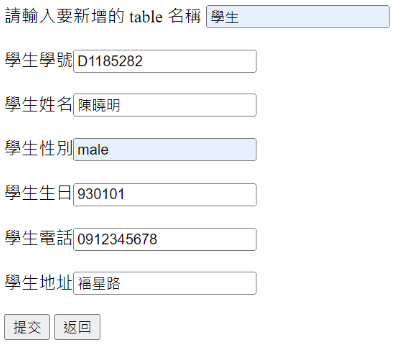 請輸入要新增的 table 名稱 學生
學生學號 D1185282
學生姓名 陳曉明
學生性別 male
學生生日 930101
學生電話 0912345678
學生地址 福星路
提交 返回